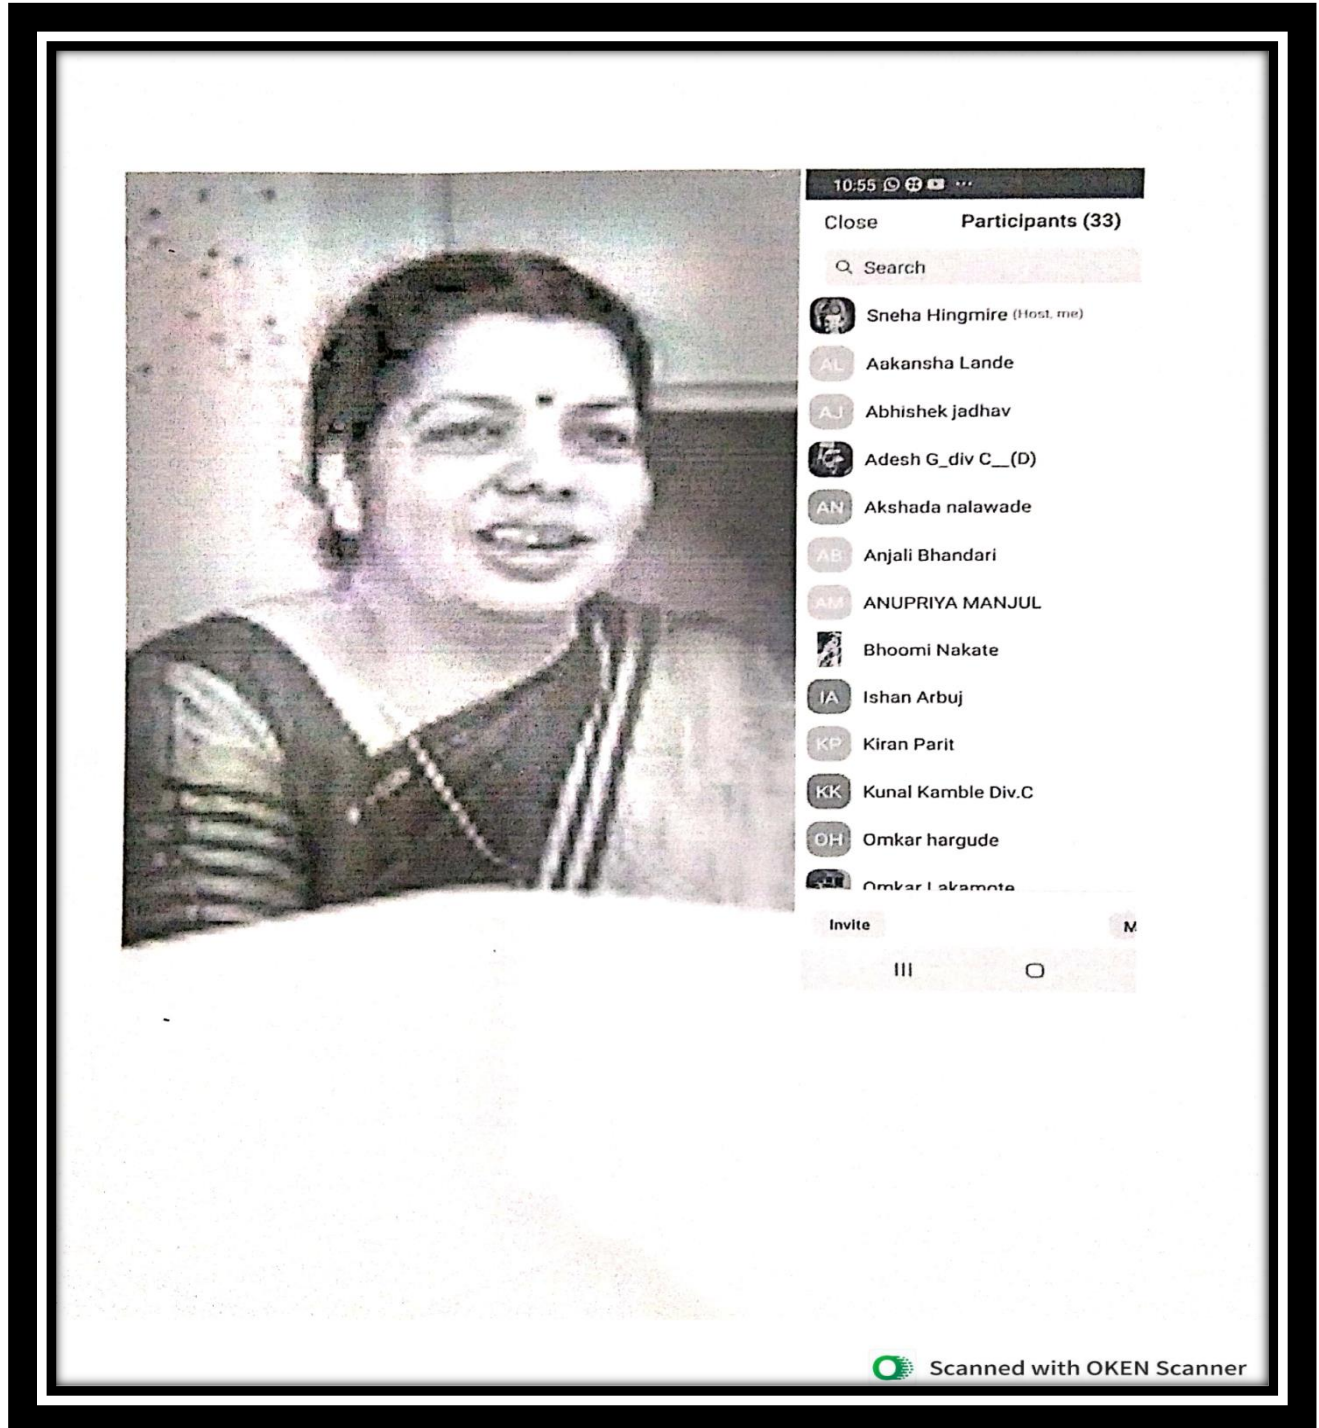 10:55 ...
Close Participants (33)
Search
Sneha Hingmire (Host, me)
AL Aakansha Lande
AJ Abhishek jadhav
Adesh G_div C__(D)
AN Akshada nalawade
AB Anjali Bhandari
AM ANUPRIYA MANJUL
Bhoomi Nakate
IA Ishan Arbuj
KP Kiran Parit
KK Kunal Kamble Div.C
OH Omkar hargude
Omkar Lakamote
Invite M
Scanned with OKEN Scanner